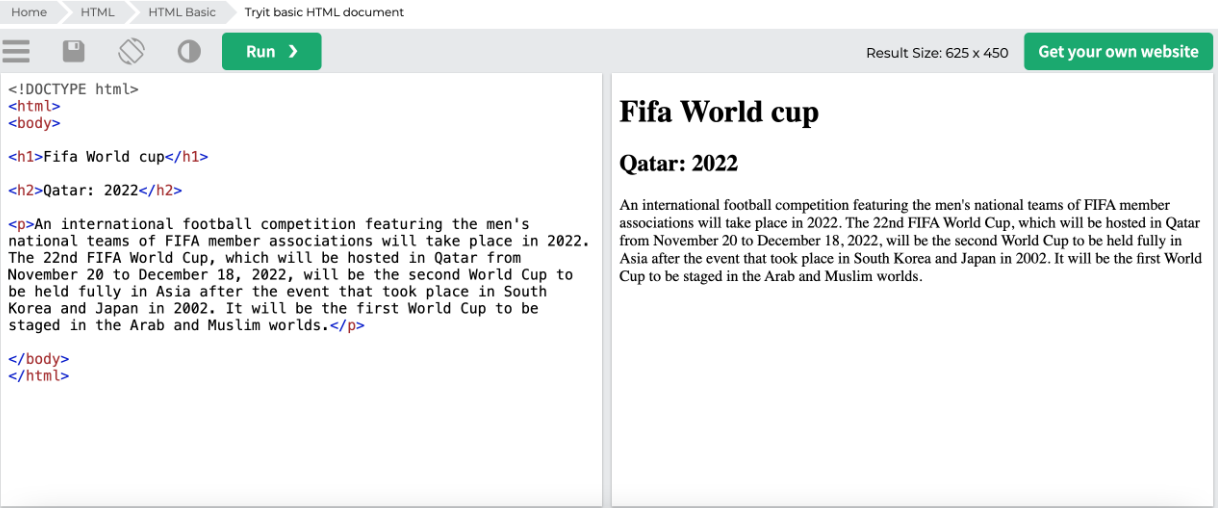 Home HTML HTML Basic Tryit basic HTML document
Run ❯ Result Size: 625 x 450 Get your own website
<!DOCTYPE html>
<html>
<body>
<h1>Fifa World cup</h1>
<h2>Qatar: 2022</h2>
<p>An international football competition featuring the men's
national teams of FIFA member associations will take place in 2022.
The 22nd FIFA World Cup, which will be hosted in Qatar from
November 20 to December 18, 2022, will be the second World Cup to
be held fully in Asia after the event that took place in South
Korea and Japan in 2002. It will be the first World Cup to be
staged in the Arab and Muslim worlds.</p>
</body>
</html>
Fifa World cup
Qatar: 2022
An international football competition featuring the men's national teams of FIFA member
associations will take place in 2022. The 22nd FIFA World Cup, which will be hosted in Qatar
from November 20 to December 18, 2022, will be the second World Cup to be held fully in
Asia after the event that took place in South Korea and Japan in 2002. It will be the first World
Cup to be staged in the Arab and Muslim worlds.